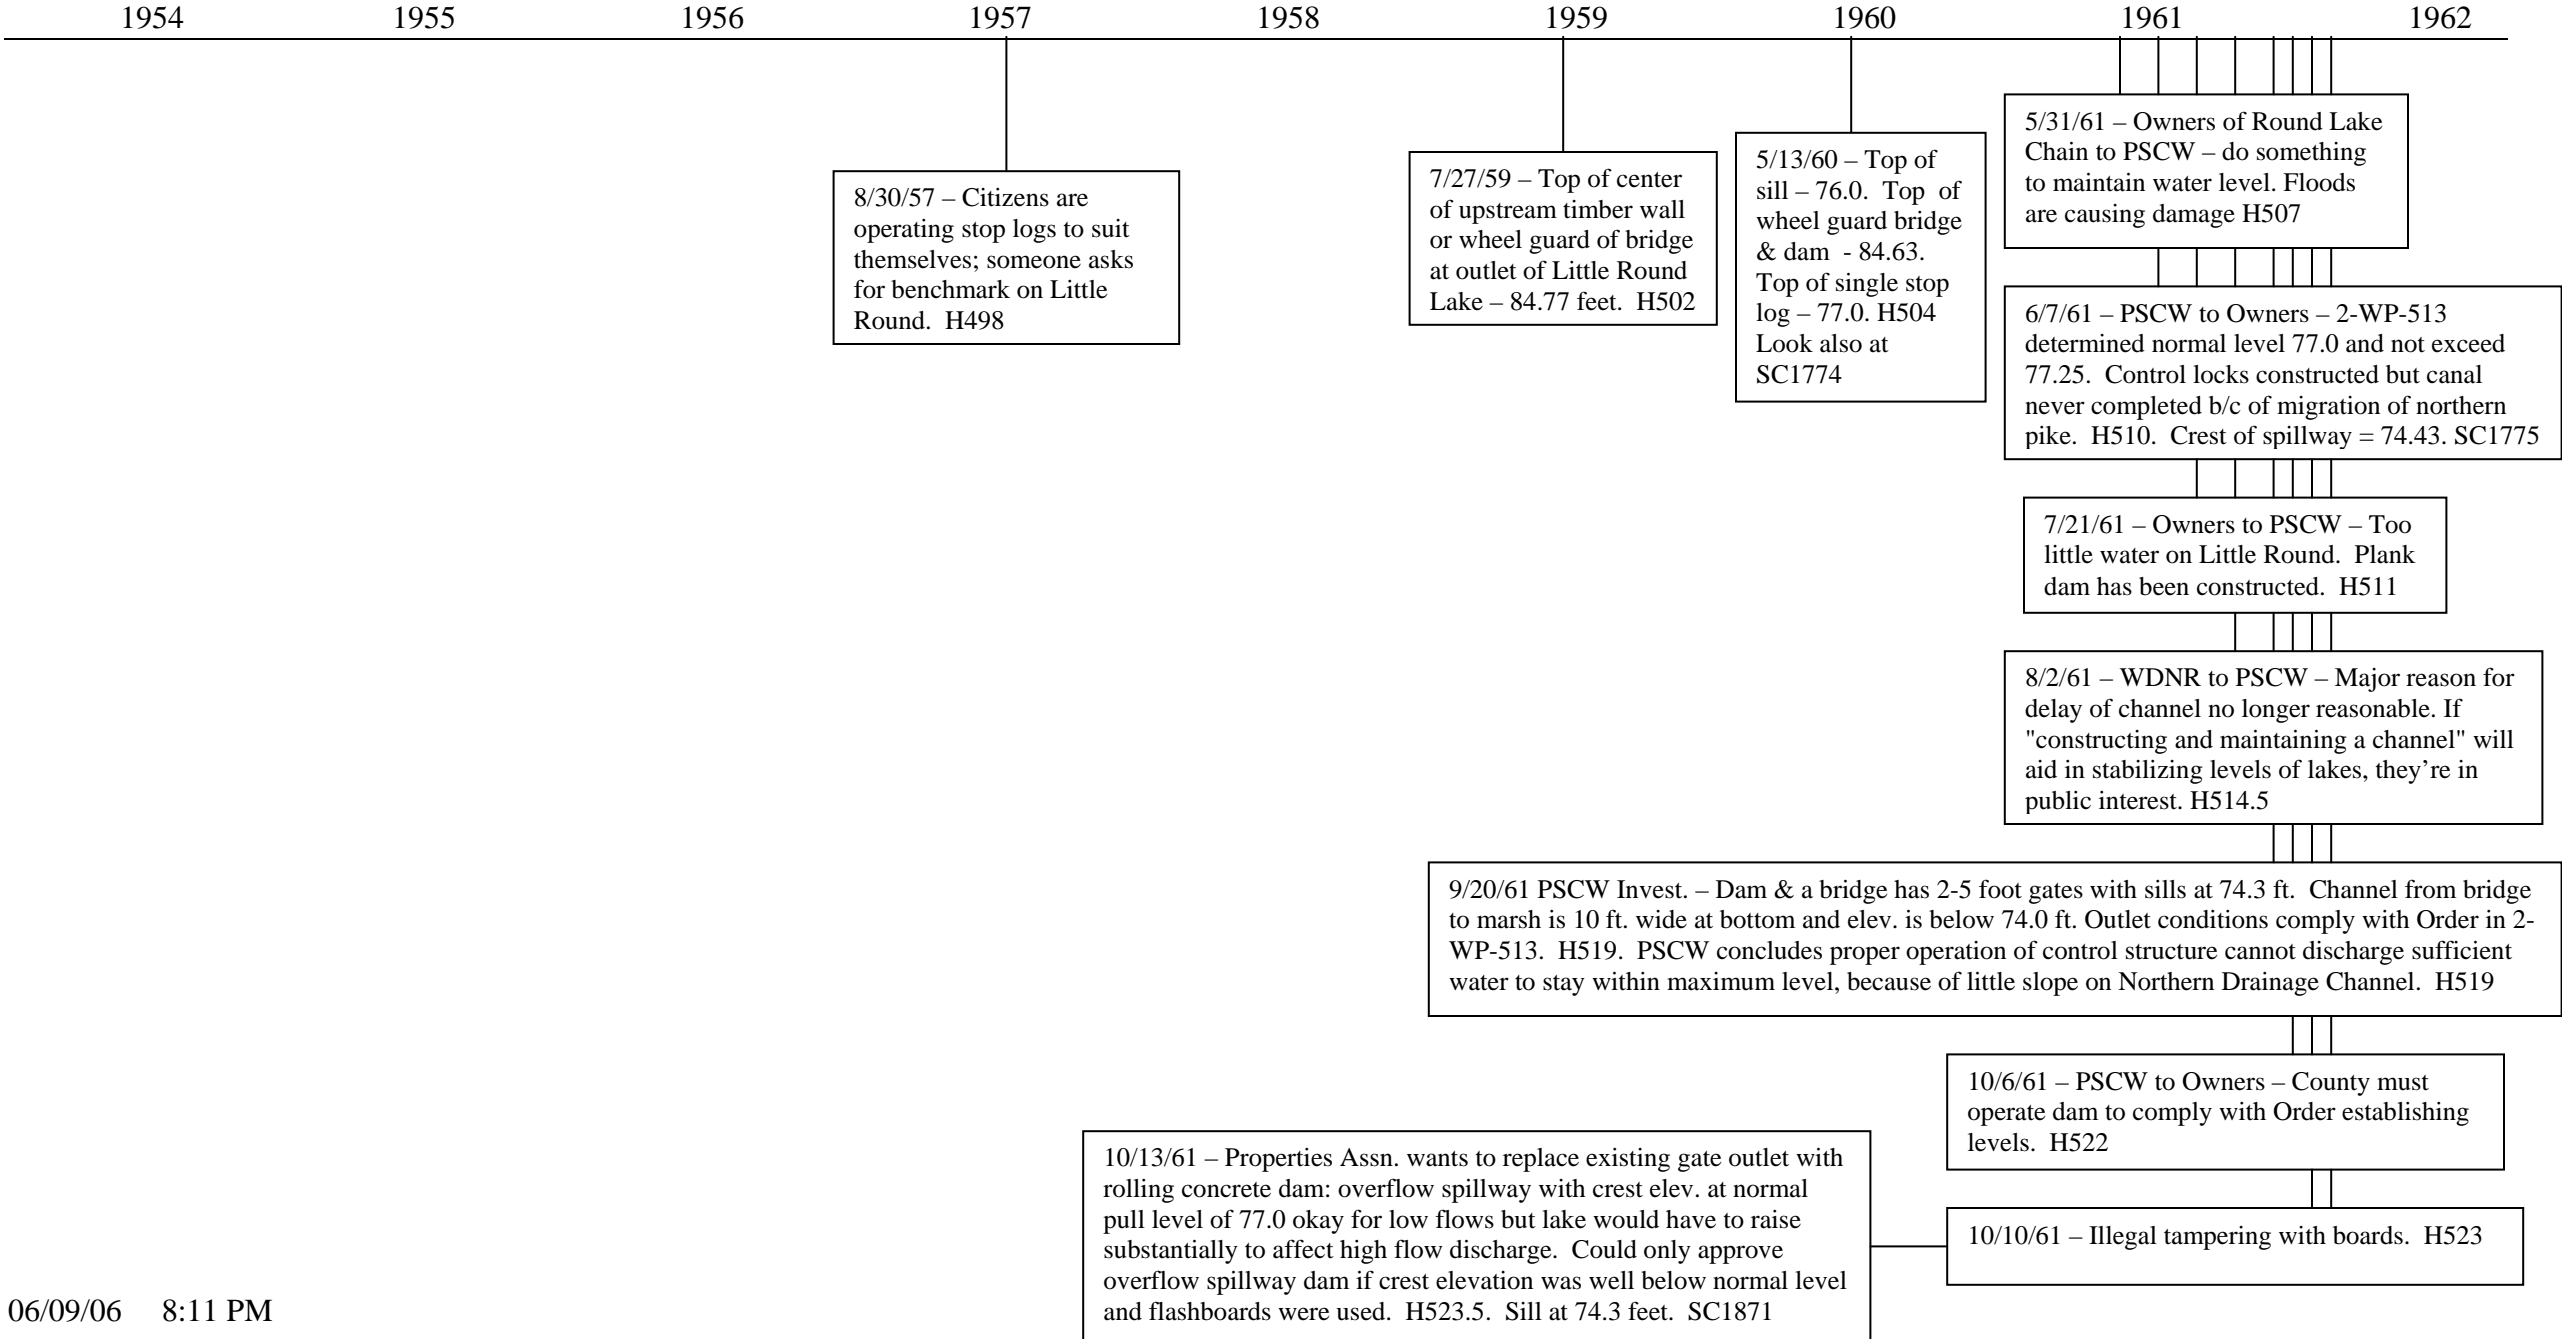 1954 1955 1956 1957 1958 1959 1960 1961 1962
8/30/57 – Citizens are
operating stop logs to suit
themselves; someone asks
for benchmark on Little
Round. H498
7/27/59 – Top of center
of upstream timber wall
or wheel guard of bridge
at outlet of Little Round
Lake – 84.77 feet. H502
5/13/60 – Top of
sill – 76.0. Top of
wheel guard bridge
& dam - 84.63.
Top of single stop
log – 77.0. H504
Look also at
SC1774
5/31/61 – Owners of Round Lake
Chain to PSCW – do something
to maintain water level. Floods
are causing damage H507
6/7/61 – PSCW to Owners – 2-WP-513
determined normal level 77.0 and not exceed
77.25. Control locks constructed but canal
never completed b/c of migration of northern
pike. H510. Crest of spillway = 74.43. SC1775
7/21/61 – Owners to PSCW – Too
little water on Little Round. Plank
dam has been constructed. H511
8/2/61 – WDNR to PSCW – Major reason for
delay of channel no longer reasonable. If
"constructing and maintaining a channel" will
aid in stabilizing levels of lakes, they’re in
public interest. H514.5
9/20/61 PSCW Invest. – Dam & a bridge has 2-5 foot gates with sills at 74.3 ft. Channel from bridge
to marsh is 10 ft. wide at bottom and elev. is below 74.0 ft. Outlet conditions comply with Order in 2-
WP-513. H519. PSCW concludes proper operation of control structure cannot discharge sufficient
water to stay within maximum level, because of little slope on Northern Drainage Channel. H519
10/6/61 – PSCW to Owners – County must
operate dam to comply with Order establishing
levels. H522
10/10/61 – Illegal tampering with boards. H523
10/13/61 – Properties Assn. wants to replace existing gate outlet with
rolling concrete dam: overflow spillway with crest elev. at normal
pull level of 77.0 okay for low flows but lake would have to raise
substantially to affect high flow discharge. Could only approve
overflow spillway dam if crest elevation was well below normal level
and flashboards were used. H523.5. Sill at 74.3 feet. SC1871
06/09/06 8:11 PM